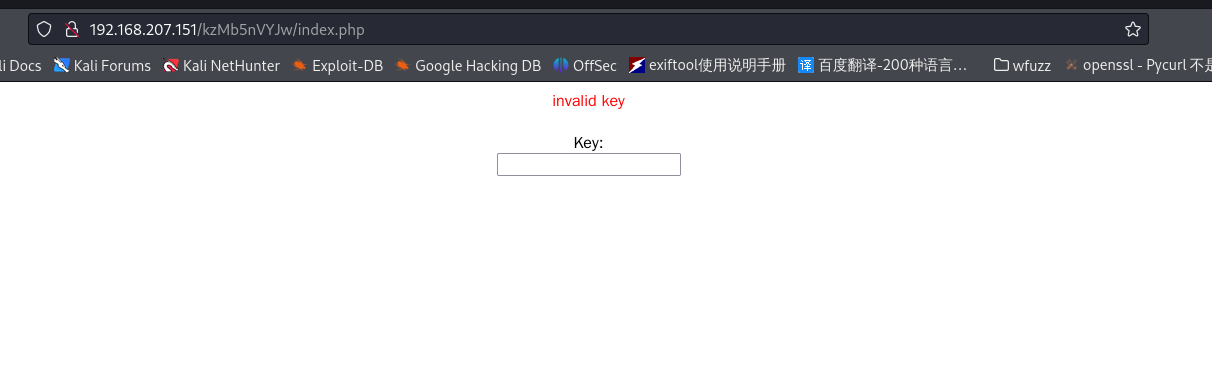 192.168.207.151/kzMb5nVYJw/index.php
li Docs Kali Forums Kali NetHunter Exploit-DB Google Hacking DB OffSec exiftool使用说明手册 译 百度翻译-200种语言… wfuzz openssl - Pycurl 不是
invalid key
Key: